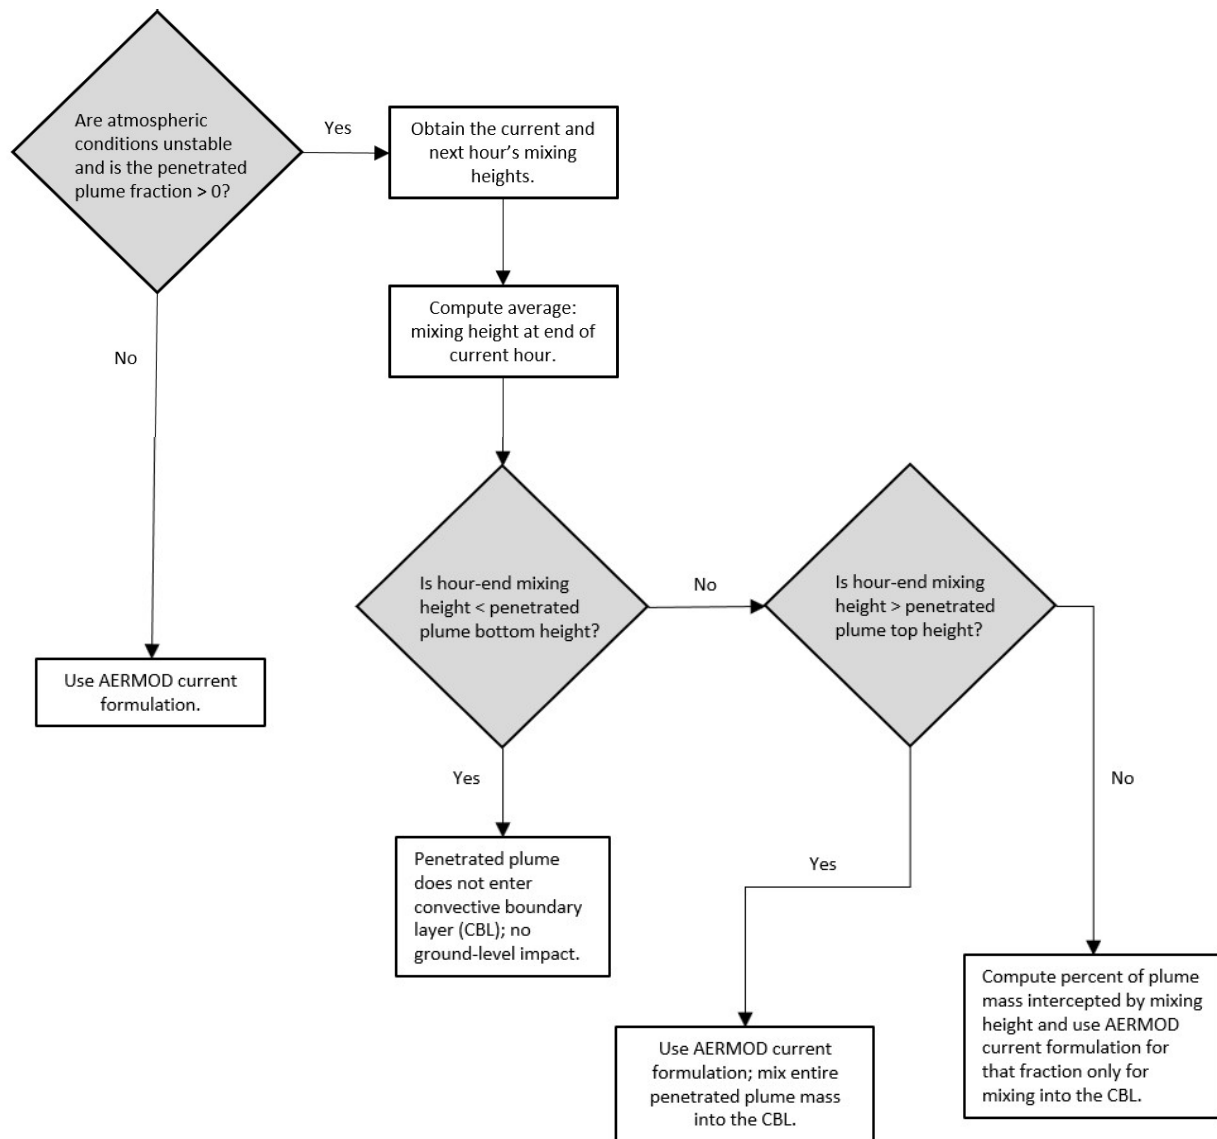 Are atmospheric
conditions unstable
and is the penetrated
plume fraction > 0?
Yes
Obtain the current and
next hour's mixing
heights.
Compute average:
mixing height at end of
current hour.
No
Is hour-end mixing
height < penetrated
plume bottom height?
No
Is hour-end mixing
height > penetrated
plume top height?
Use AERMOD current
formulation.
Yes
No
Penetrated plume
does not enter
convective boundary
layer (CBL); no
ground-level impact.
Yes
Compute percent of plume
mass intercepted by mixing
height and use AERMOD
current formulation for
that fraction only for
mixing into the CBL.
Use AERMOD current
formulation; mix entire
penetrated plume mass
into the CBL.